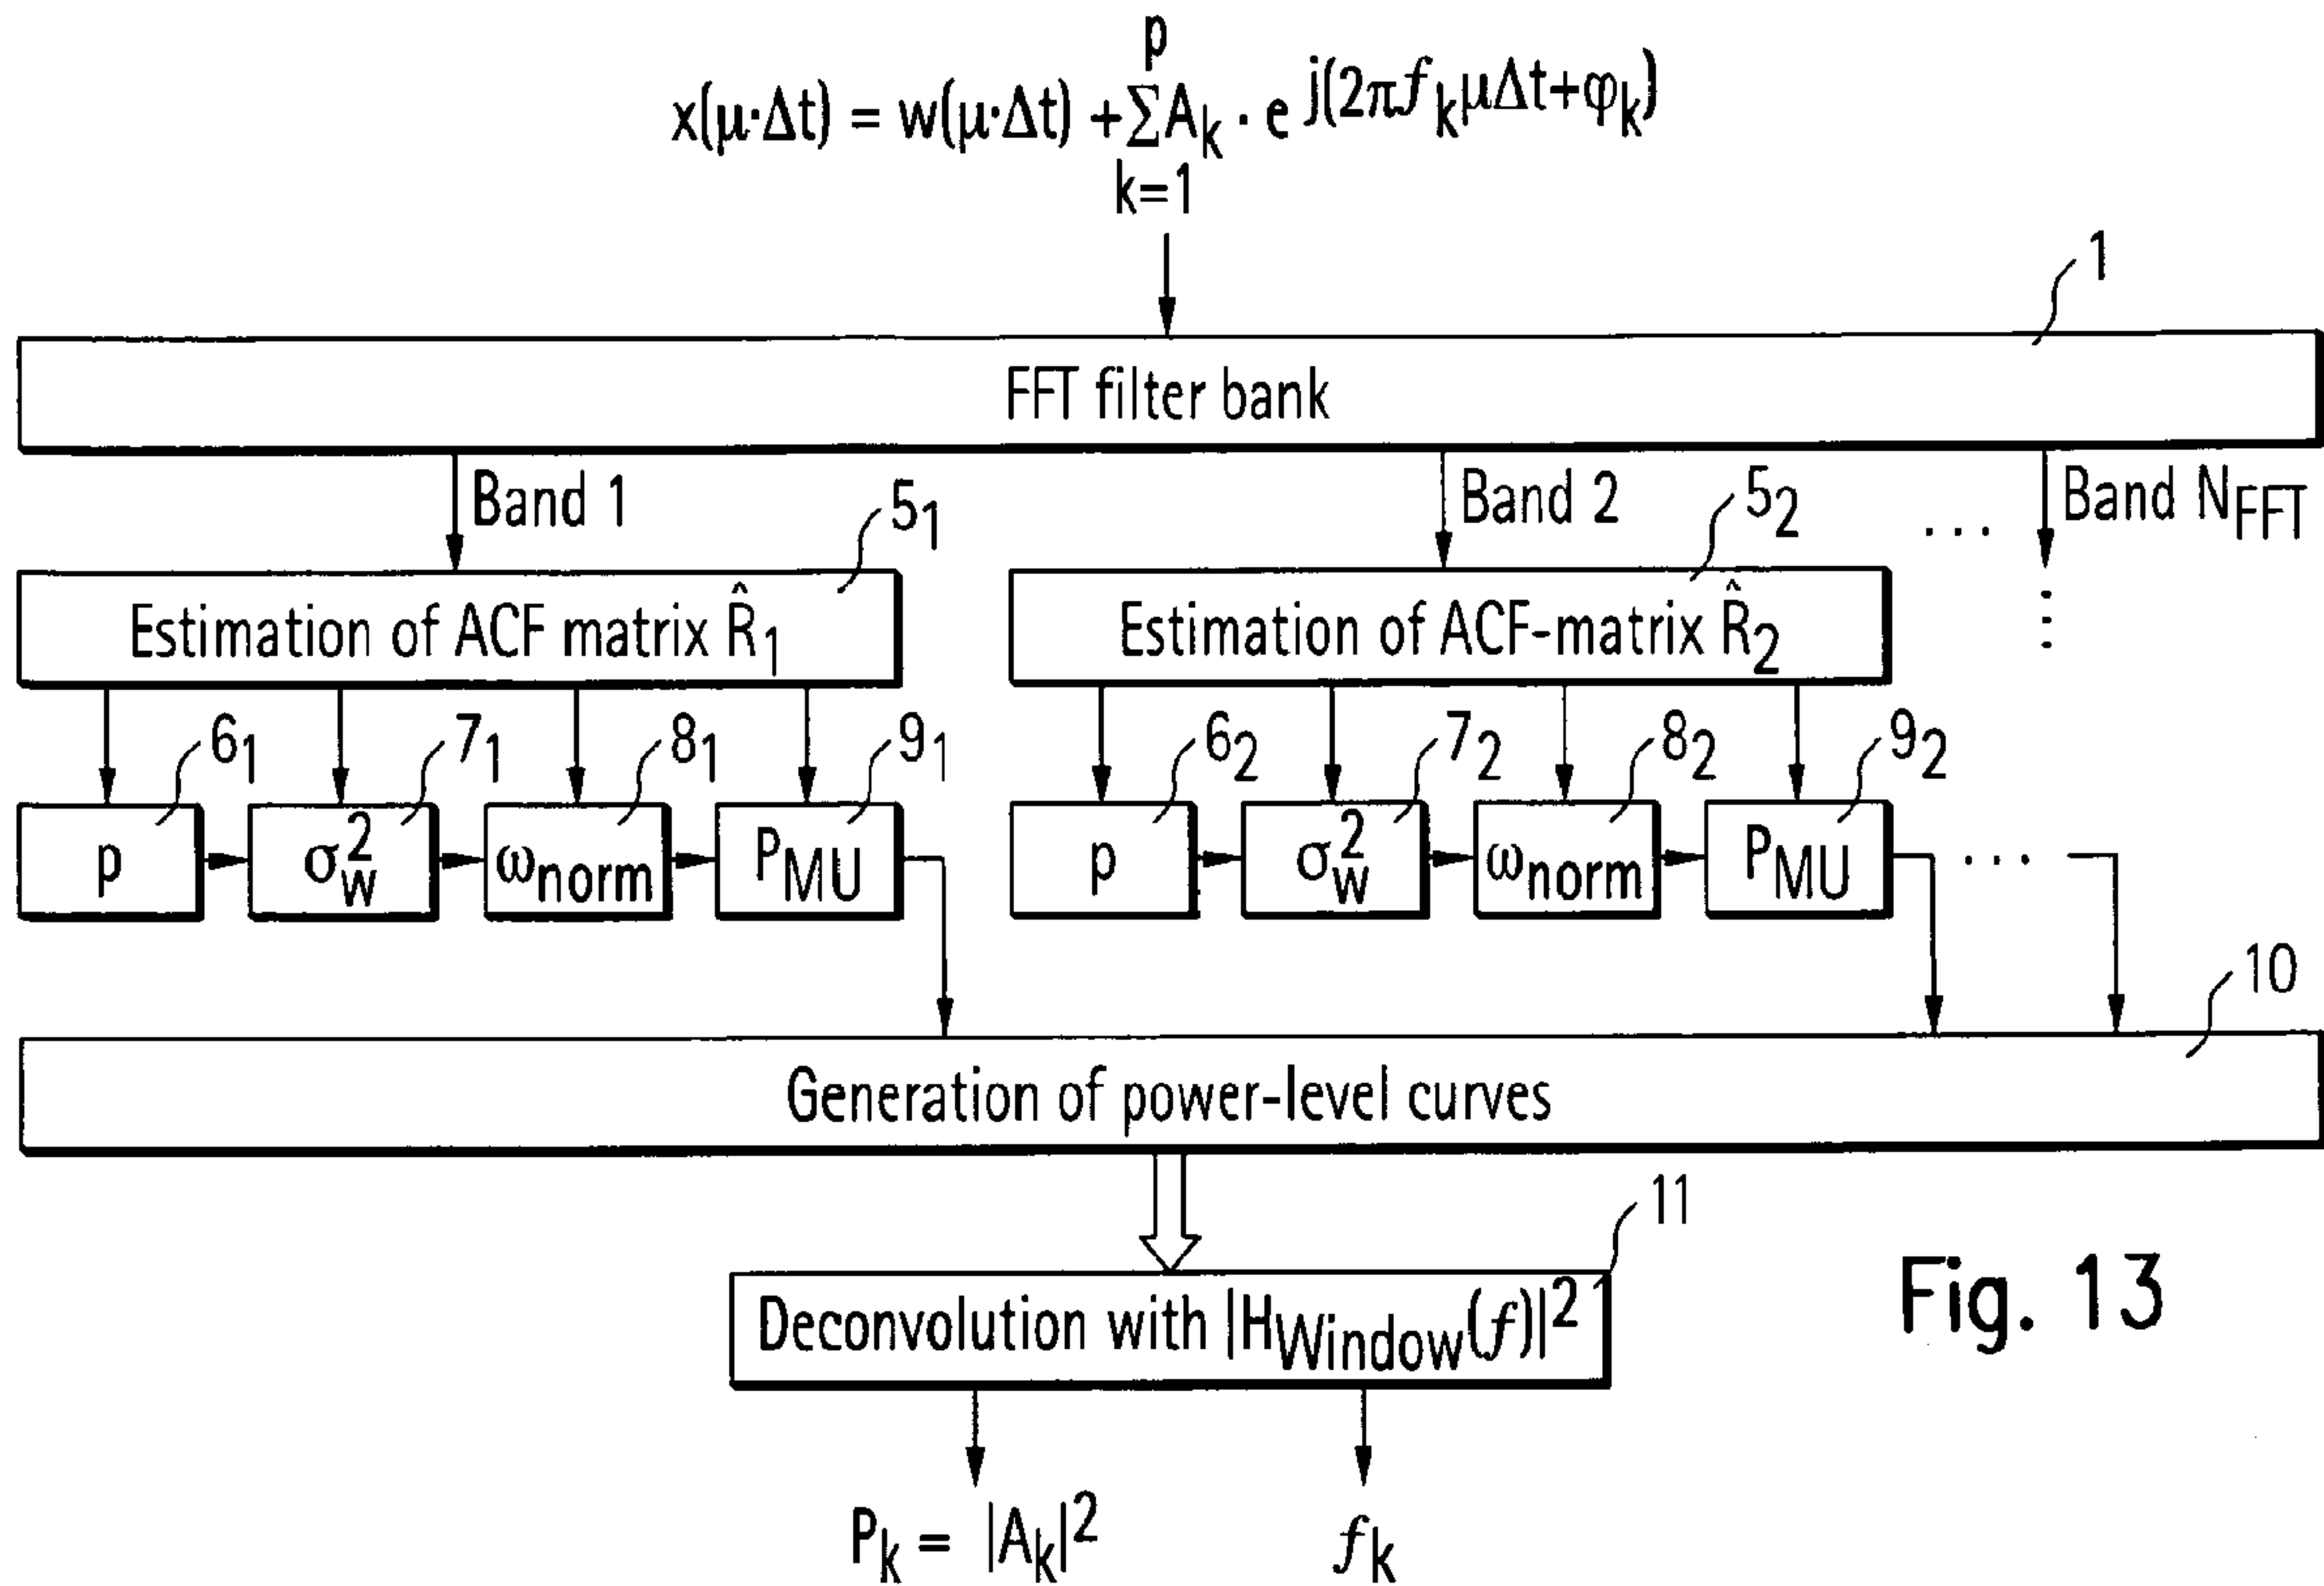 p
x(μ·Δt) = w(μ·Δt) + Σ A_k · e^j(2πf_kμΔt+φ_k)
k=1
1
FFT filter bank
Band 1
5_1
Band 2
5_2
...
Band N_FFT
Estimation of ACF matrix R̂_1
Estimation of ACF-matrix R̂_2
6_1
7_1
8_1
9_1
6_2
7_2
8_2
9_2
p
σ_w^2
ω_norm
P_MU
p
σ_w^2
ω_norm
P_MU
...
10
Generation of power-level curves
11
Deconvolution with |H_Window(f)|^2
Fig. 13
P_k = |A_k|^2
f_k